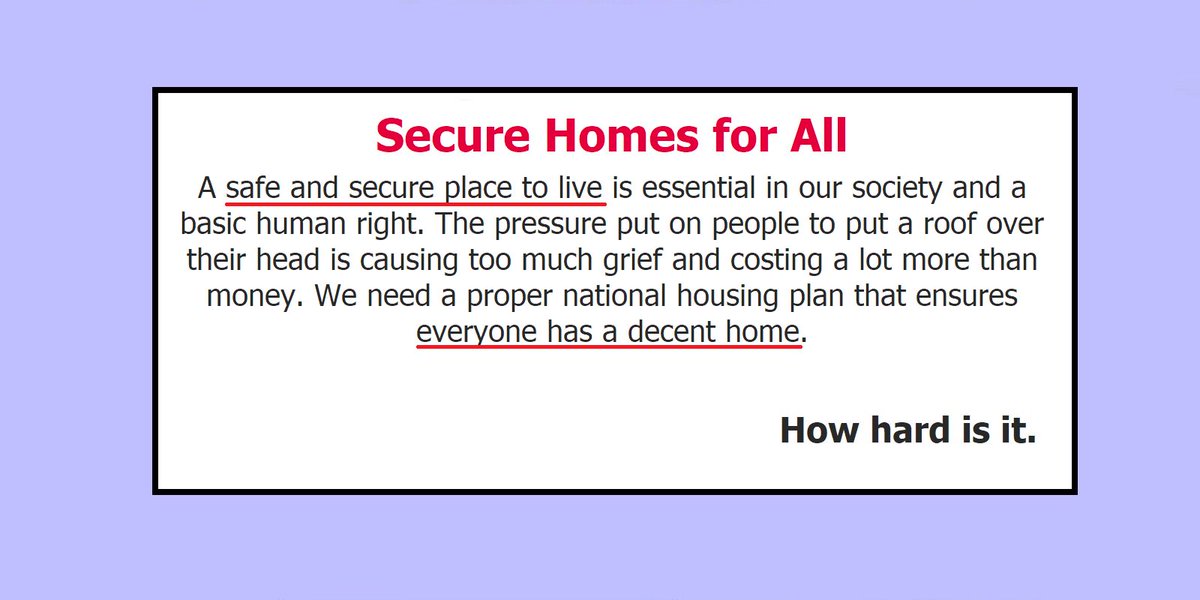 Secure Homes for All
A safe and secure place to live is essential in our society and a
basic human right. The pressure put on people to put a roof over
their head is causing too much grief and costing a lot more than
money. We need a proper national housing plan that ensures
everyone has a decent home.
How hard is it.